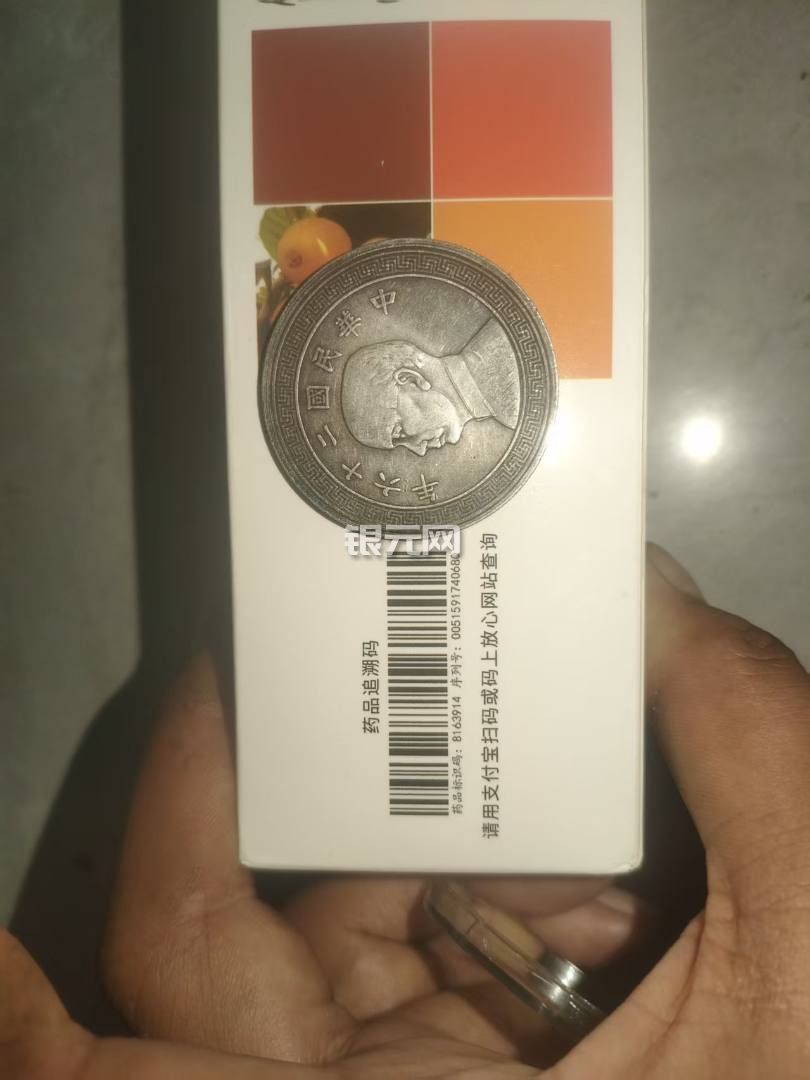 中華民國二十六年
银元网
药品追溯码
药品标识码: 8163914 序列号: 0051591740680
请用支付宝扫码或码上放心网站查询